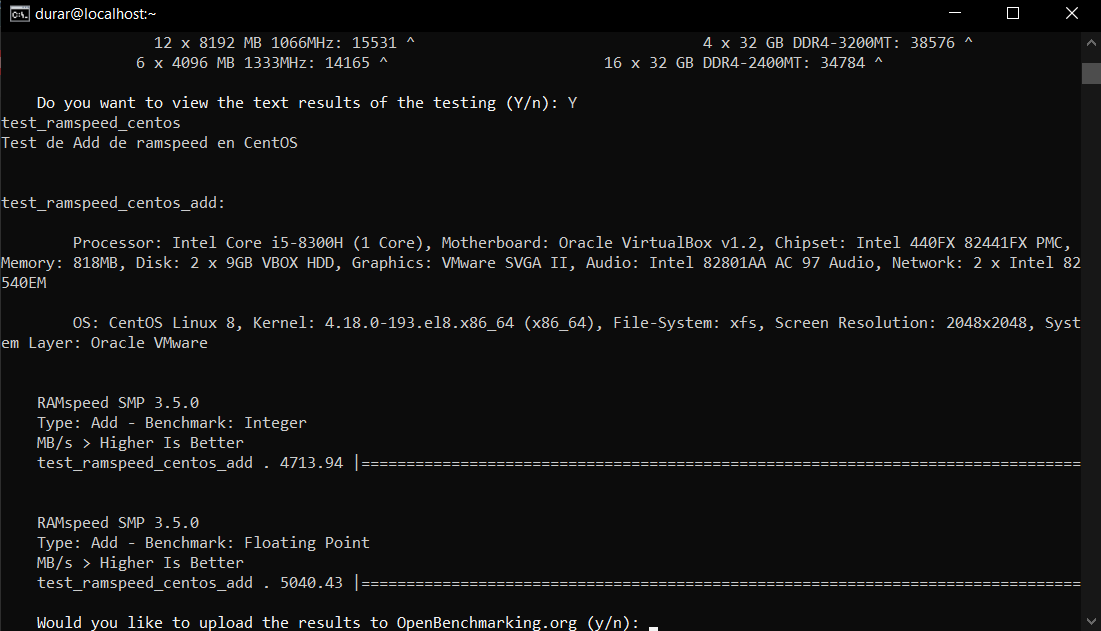 durar@localhost:~
12 x 8192 MB 1066MHz: 15531 ^ 4 x 32 GB DDR4-3200MT: 38576 ^
6 x 4096 MB 1333MHz: 14165 ^ 16 x 32 GB DDR4-2400MT: 34784 ^
Do you want to view the text results of the testing (Y/n): Y
test_ramspeed_centos
Test de Add de ramspeed en CentOS
test_ramspeed_centos_add:
Processor: Intel Core i5-8300H (1 Core), Motherboard: Oracle VirtualBox v1.2, Chipset: Intel 440FX 82441FX PMC,
Memory: 818MB, Disk: 2 x 9GB VBOX HDD, Graphics: VMware SVGA II, Audio: Intel 82801AA AC 97 Audio, Network: 2 x Intel 82
540EM
OS: CentOS Linux 8, Kernel: 4.18.0-193.el8.x86_64 (x86_64), File-System: xfs, Screen Resolution: 2048x2048, Syst
em Layer: Oracle VMware
RAMspeed SMP 3.5.0
Type: Add - Benchmark: Integer
MB/s > Higher Is Better
test_ramspeed_centos_add . 4713.94 |================================================================================
RAMspeed SMP 3.5.0
Type: Add - Benchmark: Floating Point
MB/s > Higher Is Better
test_ramspeed_centos_add . 5040.43 |================================================================================
Would you like to upload the results to OpenBenchmarking.org (y/n):